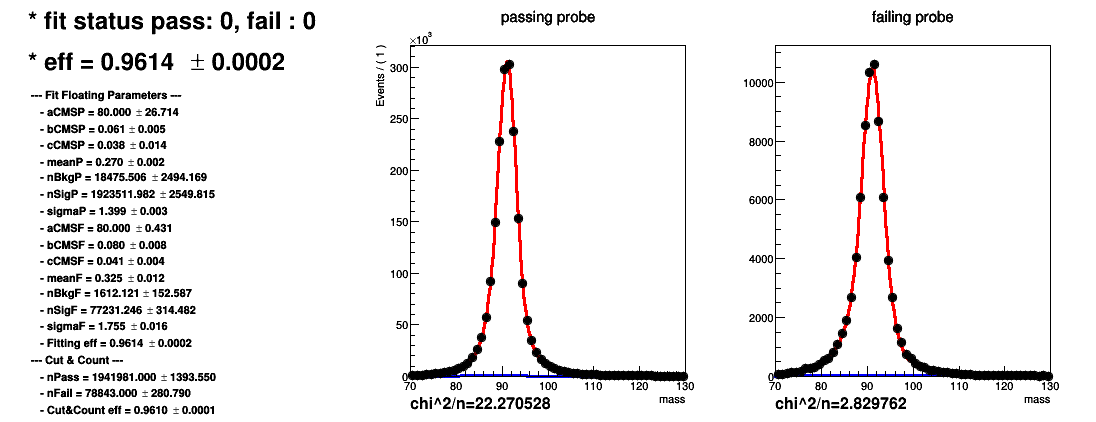 * fit status pass: 0, fail : 0
* eff = 0.9614 ± 0.0002
--- Fit Floating Parameters ---
- aCMSP = 80.000 ± 26.714
- bCMSP = 0.061 ± 0.005
- cCMSP = 0.038 ± 0.014
- meanP = 0.270 ± 0.002
- nBkgP = 18475.506 ± 2494.169
- nSigP = 1923511.982 ± 2549.815
- sigmaP = 1.399 ± 0.003
- aCMSF = 80.000 ± 0.431
- bCMSF = 0.080 ± 0.008
- cCMSF = 0.041 ± 0.004
- meanF = 0.325 ± 0.012
- nBkgF = 1612.121 ± 152.587
- nSigF = 77231.246 ± 314.482
- sigmaF = 1.755 ± 0.016
- Fitting eff = 0.9614 ± 0.0002
--- Cut & Count ---
- nPass = 1941981.000 ± 1393.550
- nFail = 78843.000 ± 280.790
- Cut&Count eff = 0.9610 ± 0.0001
passing probe
×10³
Events / ( 1 )
300
250
200
150
100
50
0
70 80 90 100 110 120 130
mass
chi^2/n=22.270528
failing probe
10000
8000
6000
4000
2000
0
70 80 90 100 110 120 130
mass
chi^2/n=2.829762